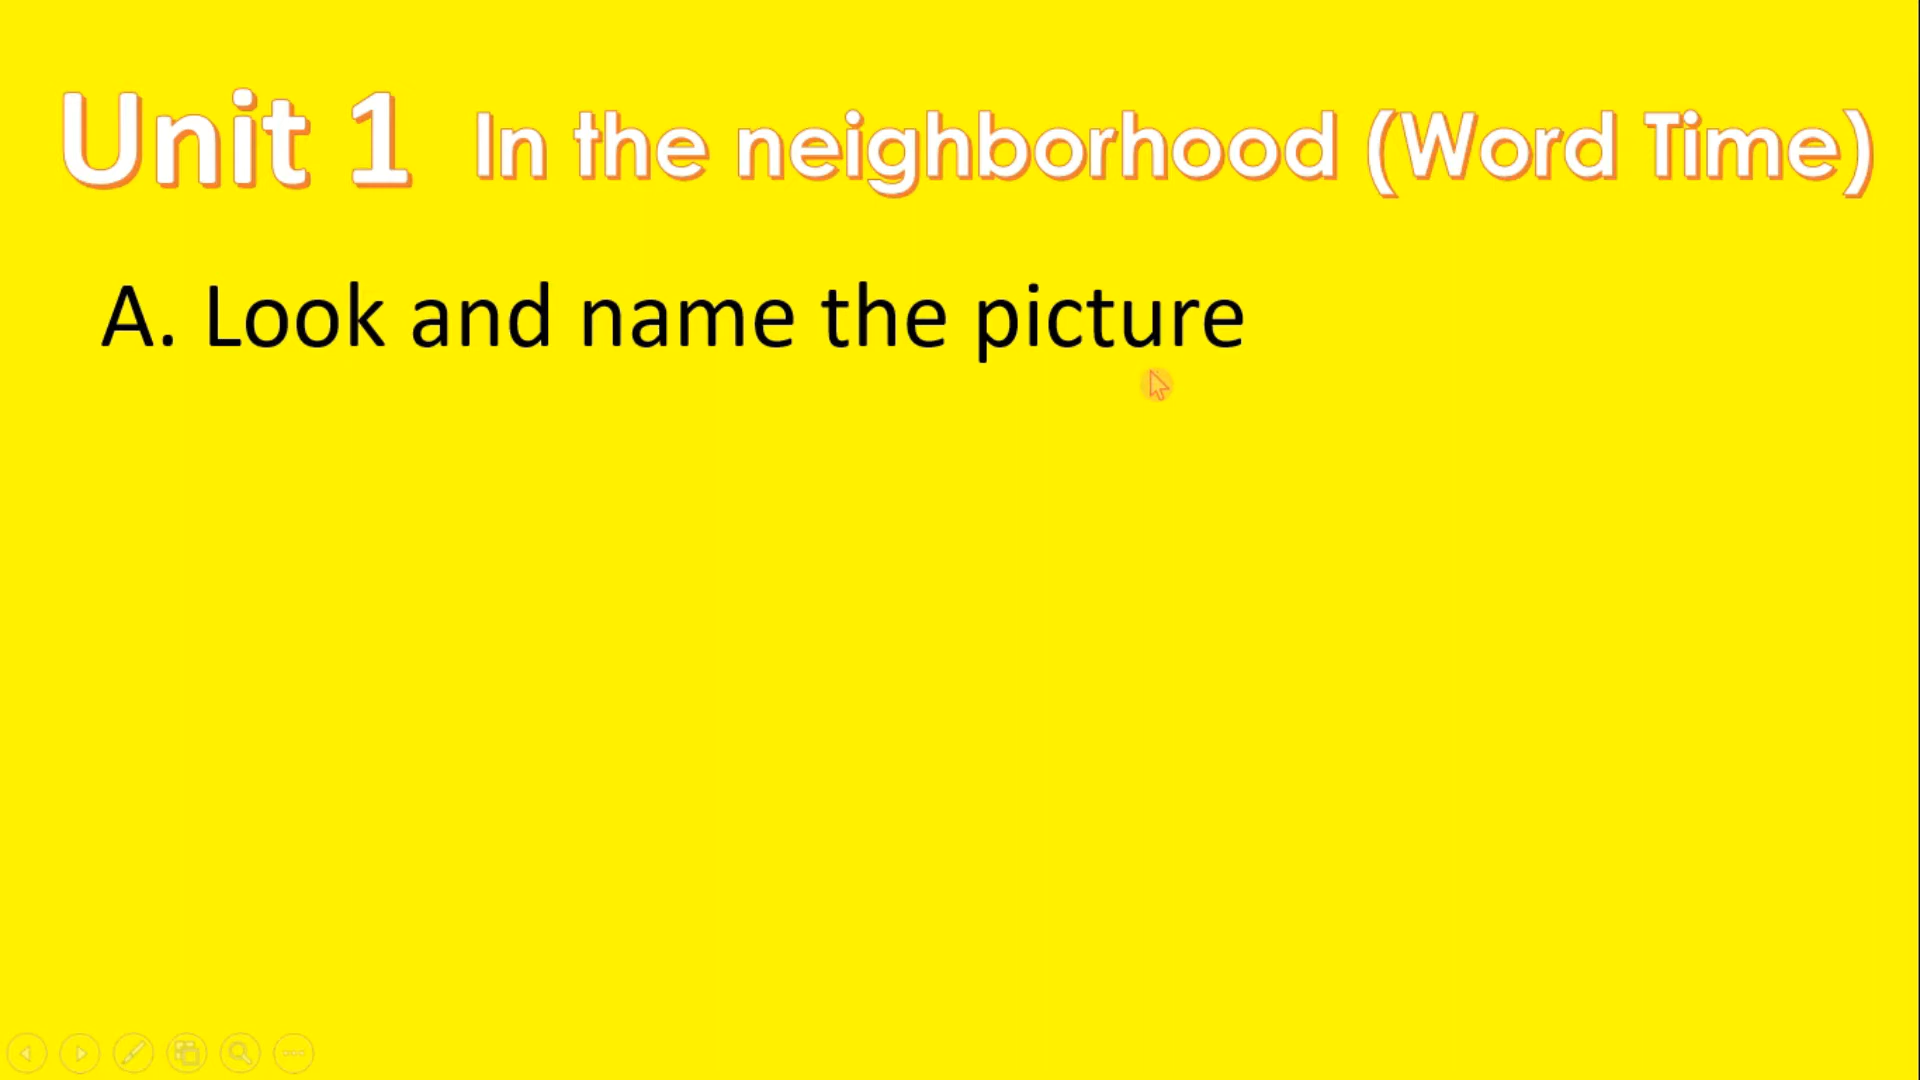 Unit 1 In the neighborhood (Word Time)
A. Look and name the picture